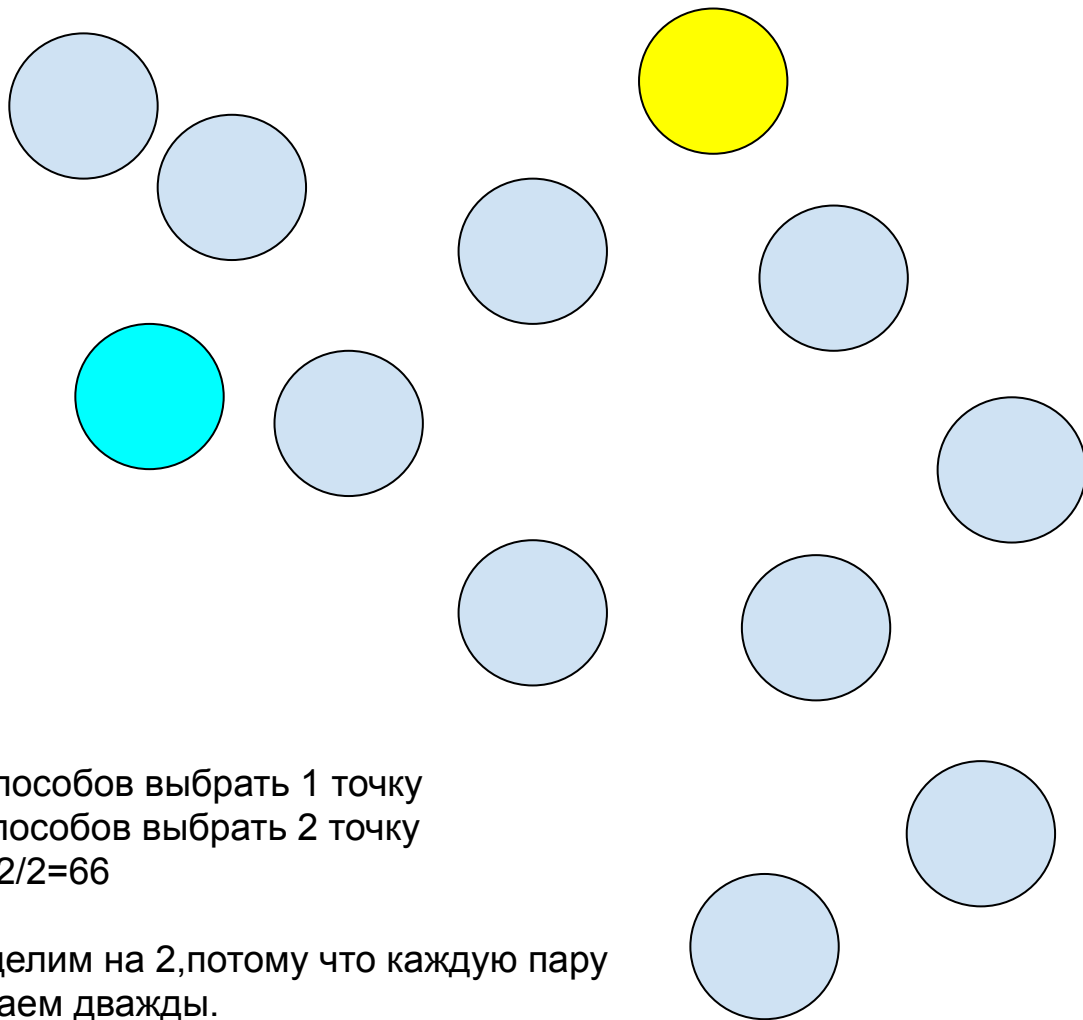 пособов выбрать 1 точку
пособов выбрать 2 точку
2/2=66
делим на 2,потому что каждую пару
аем дважды.